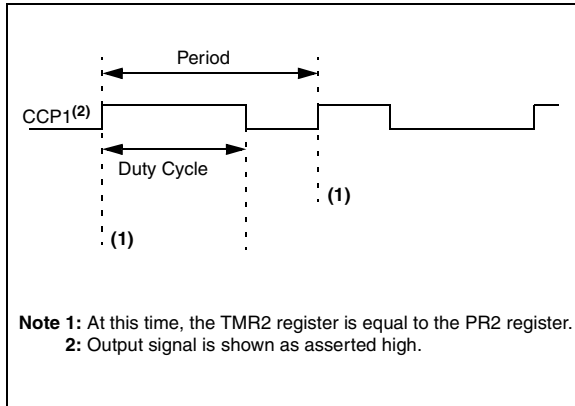 Period
CCP1(2)
Duty Cycle
(1)
(1)
Note 1: At this time, the TMR2 register is equal to the PR2 register.
2: Output signal is shown as asserted high.